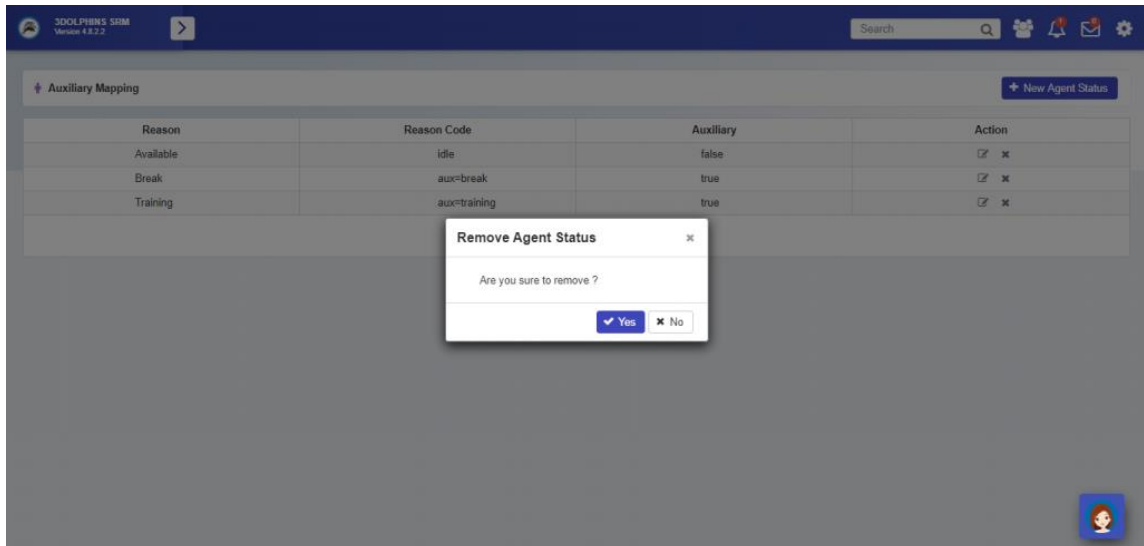 3DOLPHINS SRM
Version 4.8.2.2
Search
Auxiliary Mapping
New Agent Status
Reason Reason Code Auxiliary Action
Available idle false
Break aux=break true
Training aux=training true
Remove Agent Status
Are you sure to remove ?
Yes No